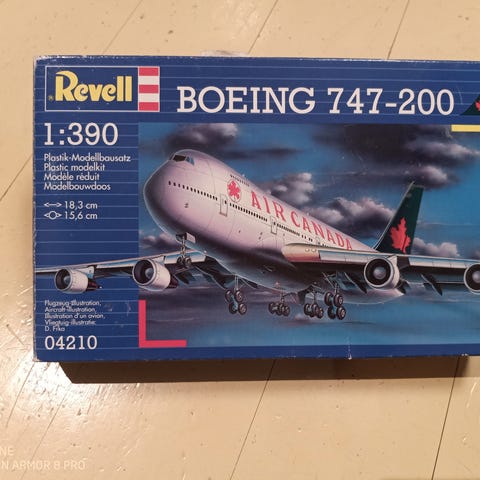 Revell
BOEING 747-200
1:390
Plastik-Modellbausatz
Plastic modelkit
Modèle réduit
Modelbouwdoos
18,3 cm
15,6 cm
AIR CANADA
Flugzeug-Illustration,
Aircraft-illustration,
Illustration d'un avion,
Vliegtuig-illustratie:
D. Frka
04210
NE
N ARMOR 8 PRO